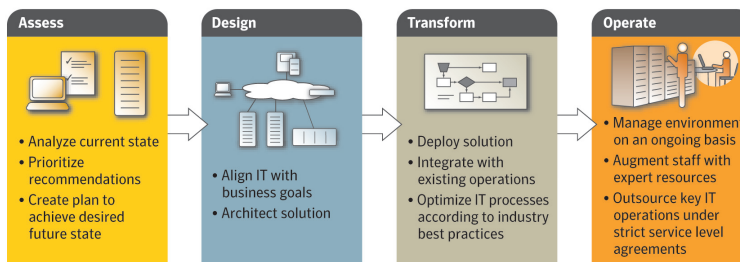 Assess
• Analyze current state
• Prioritize
recommendations
• Create plan to
achieve desired
future state
Design
• Align IT with
business goals
• Architect solution
Transform
• Deploy solution
• Integrate with
existing operations
• Optimize IT processes
according to industry
best practices
Operate
• Manage environment
on an ongoing basis
• Augment staff with
expert resources
• Outsource key IT
operations under
strict service level
agreements